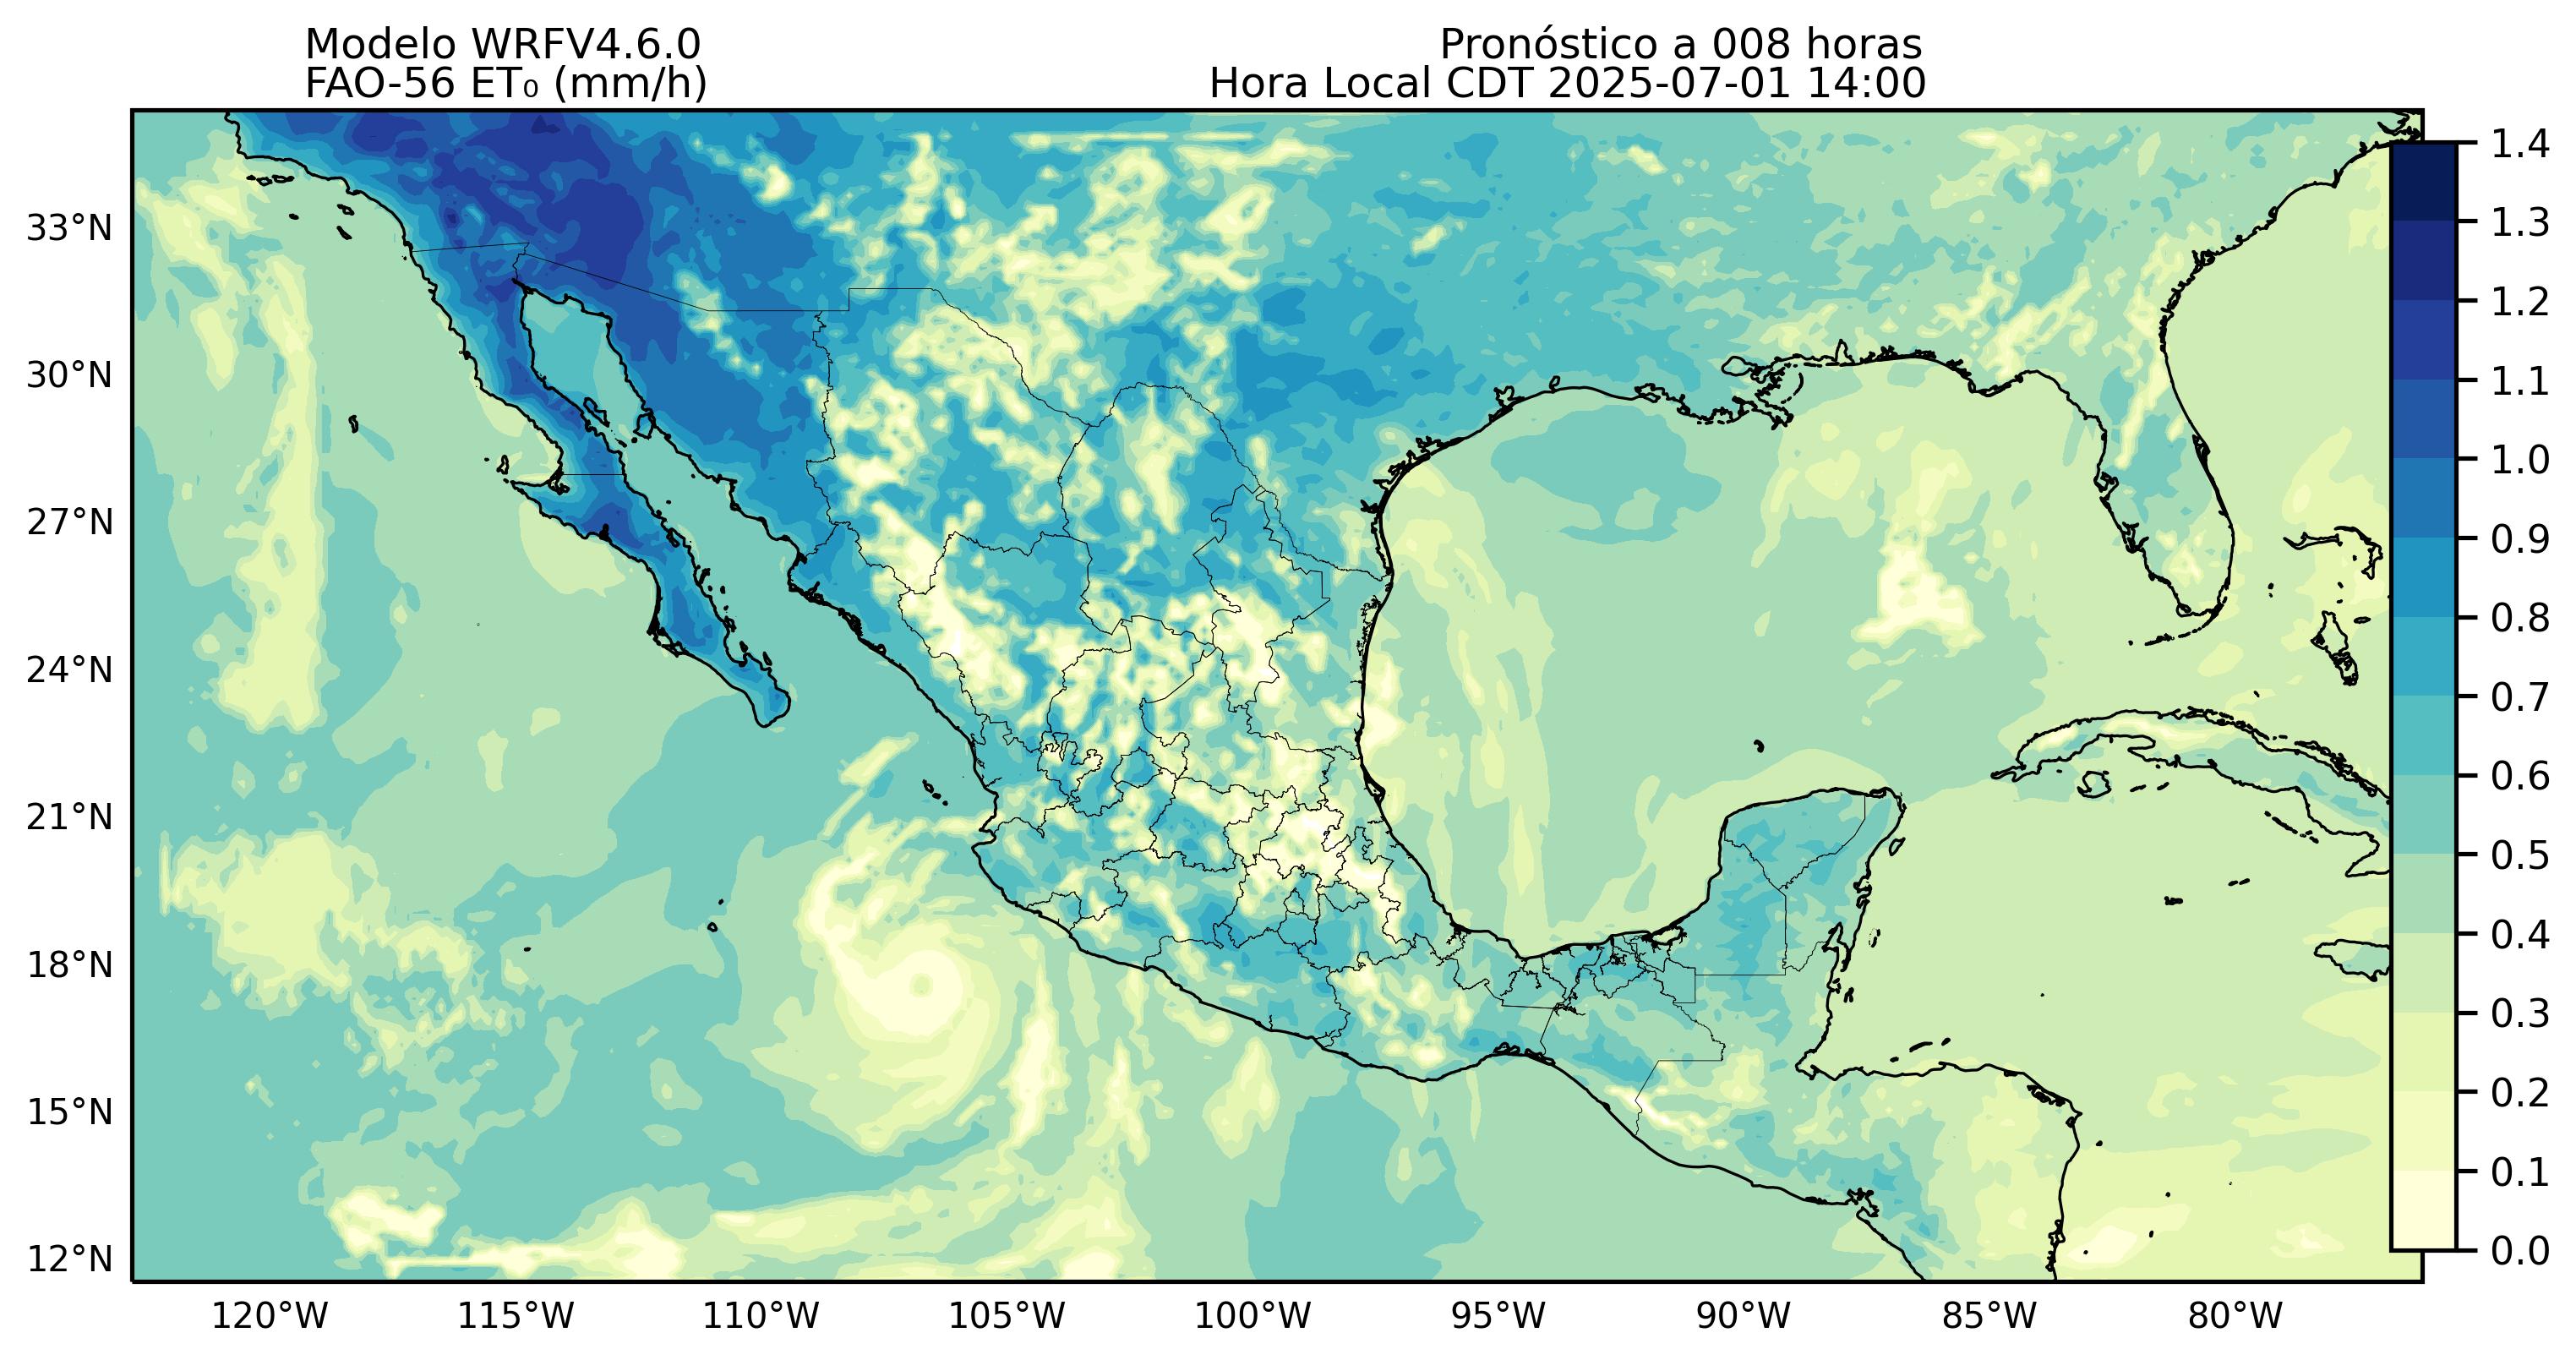 Modelo WRFV4.6.0
FAO-56 ET₀ (mm/h)
Pronóstico a 008 horas
Hora Local CDT 2025-07-01 14:00
33°N
30°N
27°N
24°N
21°N
18°N
15°N
12°N
120°W
115°W
110°W
105°W
100°W
95°W
90°W
85°W
80°W
1.4
1.3
1.2
1.1
1.0
0.9
0.8
0.7
0.6
0.5
0.4
0.3
0.2
0.1
0.0